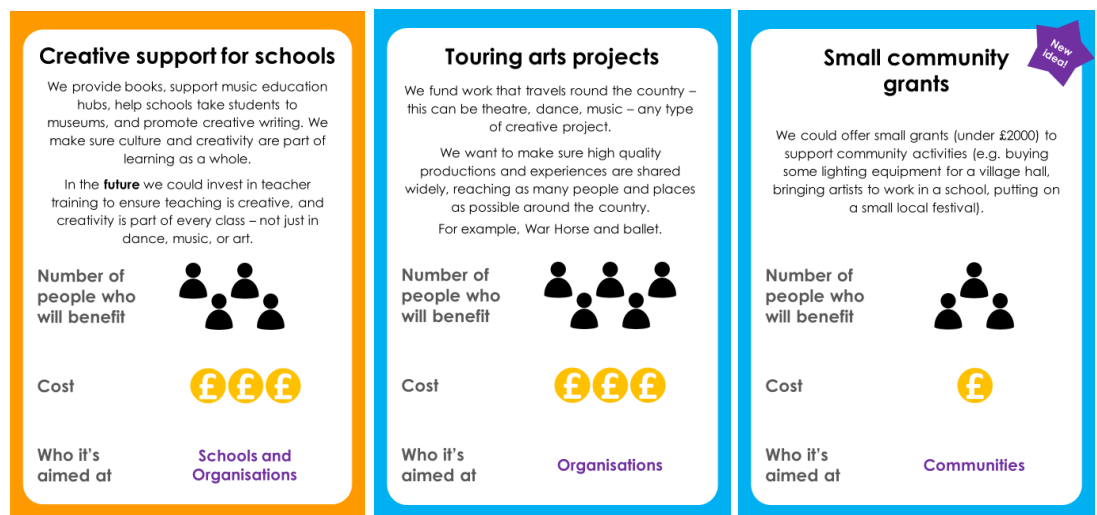 Creative support for schools
We provide books, support music education
hubs, help schools take students to
museums, and promote creative writing. We
make sure culture and creativity are part of
learning as a whole.
In the future we could invest in teacher
training to ensure teaching is creative, and
creativity is part of every class – not just in
dance, music, or art.
Number of
people who
will benefit
Cost
£££
Who it's
aimed at
Schools and
Organisations
Touring arts projects
We fund work that travels round the country –
this can be theatre, dance, music – any type
of creative project.
We want to make sure high quality
productions and experiences are shared
widely, reaching as many people and places
as possible around the country.
For example, War Horse and ballet.
Number of
people who
will benefit
Cost
£££
Who it's
aimed at
Organisations
New
idea!
Small community
grants
We could offer small grants (under £2000) to
support community activities (e.g. buying
some lighting equipment for a village hall,
bringing artists to work in a school, putting on
a small local festival).
Number of
people who
will benefit
Cost
£
Who it's
aimed at
Communities